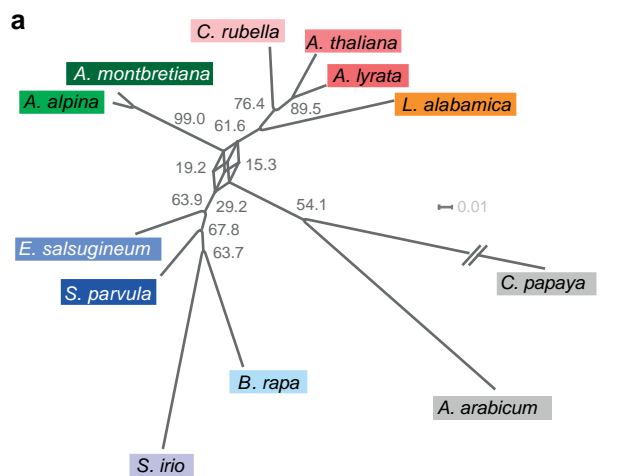 a
C. rubella
A. thaliana
A. montbretiana
A. lyrata
A. alpina
L. alabamica
76.4
89.5
99.0
61.6
19.2
15.3
63.9
29.2
54.1
0.01
67.8
E. salsugineum
63.7
C. papaya
S. parvula
B. rapa
A. arabicum
S. irio